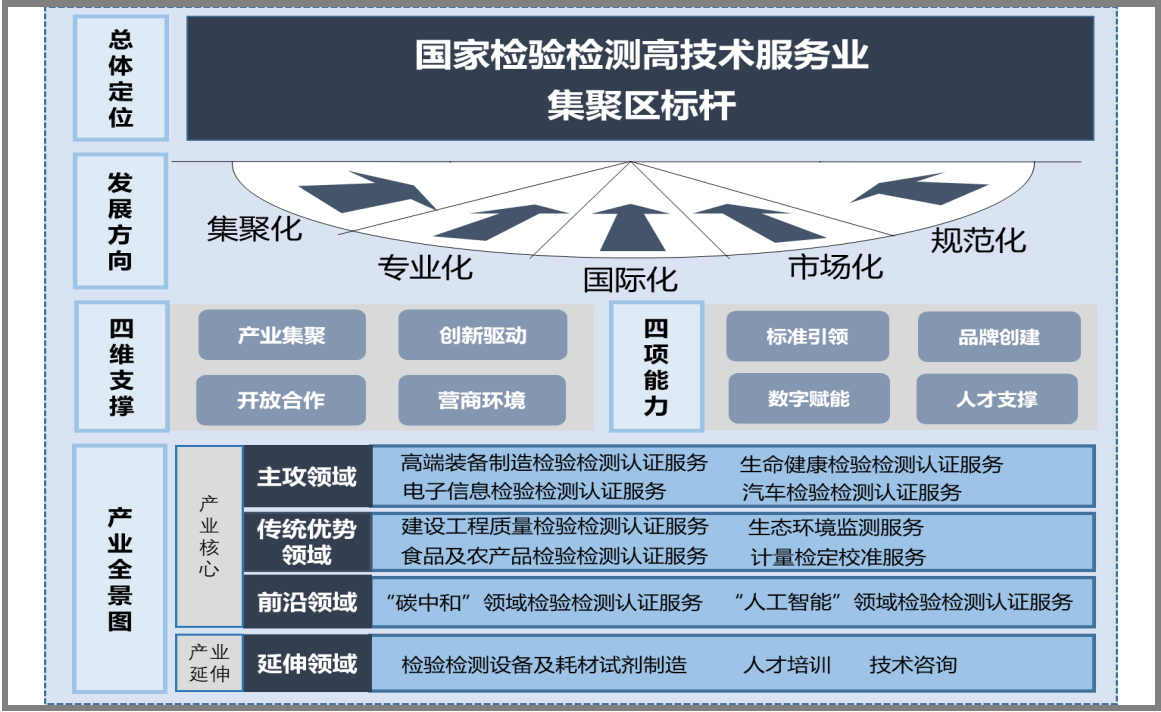 总体定位
国家检验检测高技术服务业
集聚区标杆
发展方向
集聚化
专业化
国际化
市场化
规范化
四维支撑
产业集聚
创新驱动
开放合作
营商环境
四项能力
标准引领
品牌创建
数字赋能
人才支撑
产业全景图
产业核心
主攻领域
高端装备制造检验检测认证服务
生命健康检验检测认证服务
电子信息检验检测认证服务
汽车检验检测认证服务
传统优势
领域
建设工程质量检验检测认证服务
生态环境监测服务
食品及农产品检验检测认证服务
计量检定校准服务
前沿领域
“碳中和”领域检验检测认证服务
“人工智能”领域检验检测认证服务
产业
延伸
延伸领域
检验检测设备及耗材试剂制造
人才培训
技术咨询